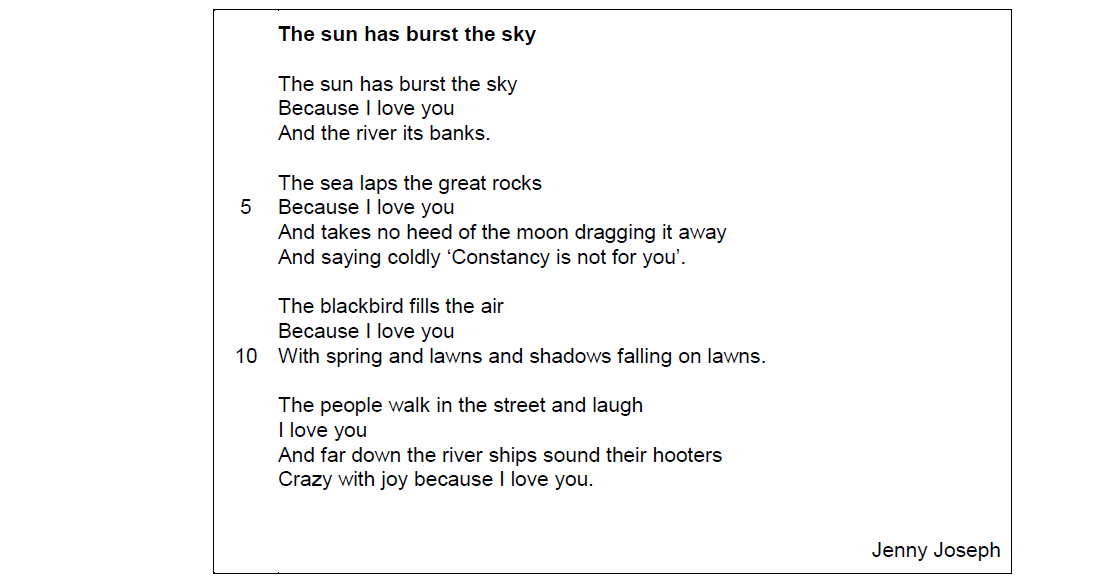 The sun has burst the sky
The sun has burst the sky
Because I love you
And the river its banks.
The sea laps the great rocks
5 Because I love you
And takes no heed of the moon dragging it away
And saying coldly ‘Constancy is not for you’.
The blackbird fills the air
Because I love you
10 With spring and lawns and shadows falling on lawns.
The people walk in the street and laugh
I love you
And far down the river ships sound their hooters
Crazy with joy because I love you.
Jenny Joseph